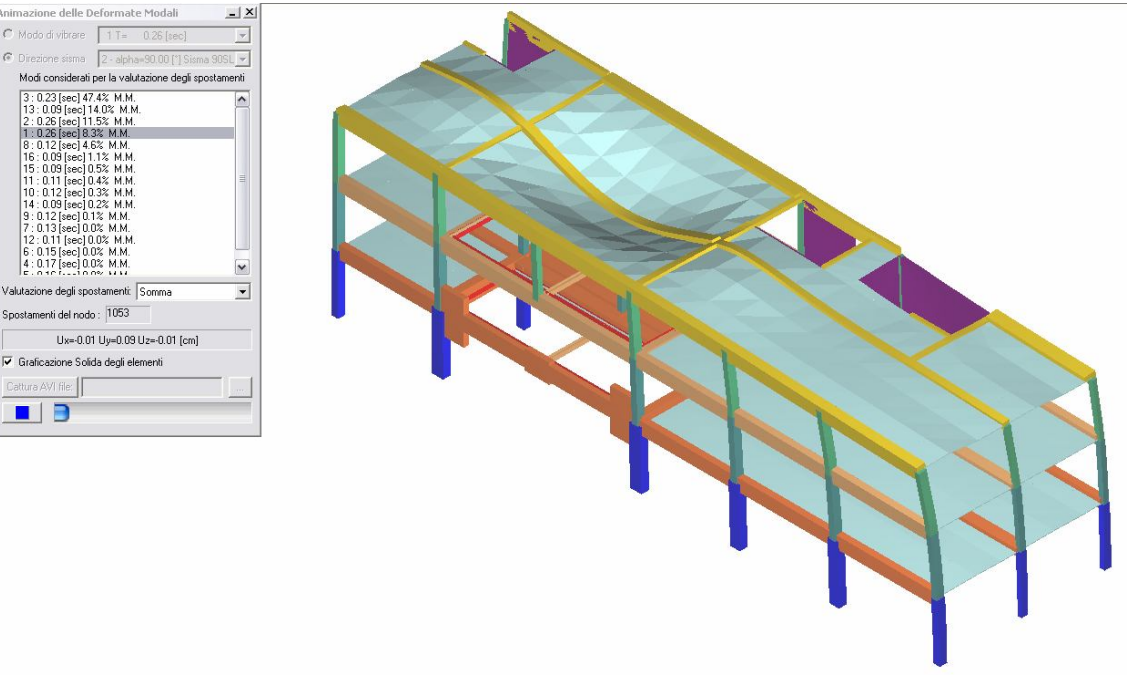 Animazione delle Deformate Modali
Modo di vibrare 1 T= 0.26 [sec]
Direzione sisma 2 - alpha=90.00 [°] Sisma 90SL
Modi considerati per la valutazione degli spostamenti
3 : 0.23 [sec] 47.4% M.M.
13 : 0.09 [sec] 14.0% M.M.
2 : 0.26 [sec] 11.5% M.M.
1 : 0.26 [sec] 8.3% M.M.
8 : 0.12 [sec] 4.6% M.M.
16 : 0.09 [sec] 1.1% M.M.
15 : 0.09 [sec] 0.5% M.M.
11 : 0.11 [sec] 0.4% M.M.
10 : 0.12 [sec] 0.3% M.M.
14 : 0.09 [sec] 0.2% M.M.
9 : 0.12 [sec] 0.1% M.M.
7 : 0.13 [sec] 0.0% M.M.
12 : 0.11 [sec] 0.0% M.M.
6 : 0.15 [sec] 0.0% M.M.
4 : 0.17 [sec] 0.0% M.M.
5 : 0.16 [sec] 0.0% M.M.
Valutazione degli spostamenti: Somma
Spostamenti del nodo : 1053
Ux=-0.01 Uy=0.09 Uz=-0.01 [cm]
Graficazione Solida degli elementi
Cattura AVI file: ...